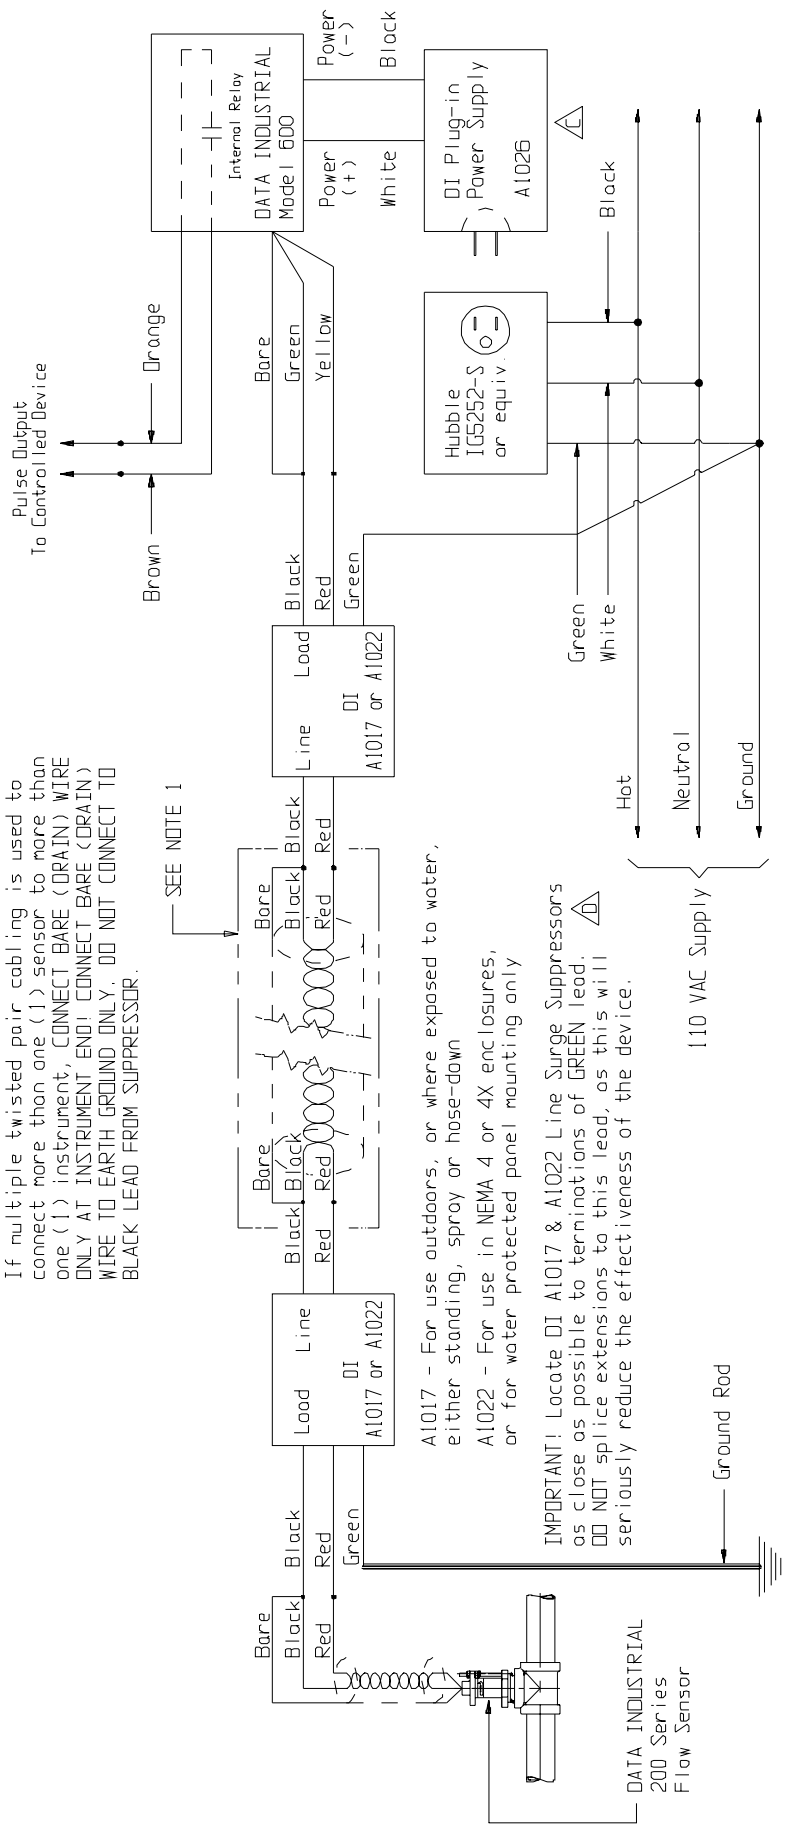 If multiple twisted pair cabling is used to
connect more than one (1) sensor to more than
one (1) instrument, CONNECT BARE (DRAIN) WIRE
ONLY AT INSTRUMENT END! CONNECT BARE (DRAIN)
WIRE TO EARTH GROUND ONLY. DO NOT CONNECT TO
BLACK LEAD FROM SUPPRESSOR.
SEE NOTE 1
Pulse Output
To Controlled Device
Brown
Orange
Internal Relay
DATA INDUSTRIAL
Model 600
Power
(-)
Black
Power
(+)
White
DI Plug-in
Power Supply
A1026
C
Bare
Black
Red
Black
Red
Green
Load
Line
DI
A1017 or A1022
Black
Red
Bare
Black
Red
Bare
Black
Red
Black
Red
Line
Load
DI
A1017 or A1022
Black
Red
Green
Bare
Green
Yellow
Hubble
IG5252-S
or equiv.
Black
Green
White
A1017 - For use outdoors, or where exposed to water,
either standing, spray or hose-down
A1022 - For use in NEMA 4 or 4X enclosures,
or for water protected panel mounting only
IMPORTANT! Locate DI A1017 & A1022 Line Surge Suppressors
as close as possible to terminations of GREEN lead.
DO NOT splice extensions to this lead, as this will
seriously reduce the effectiveness of the device.
D
Hot
Neutral
Ground
110 VAC Supply
Ground Rod
DATA INDUSTRIAL
200 Series
Flow Sensor